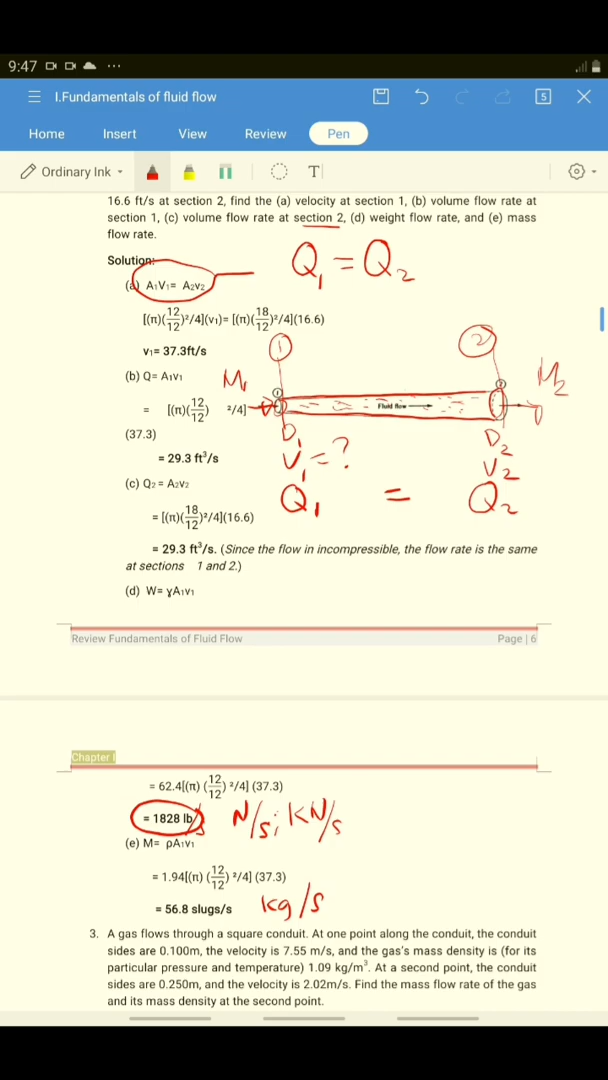 9:47 ...
I.Fundamentals of fluid flow 5
Home Insert View Review Pen
Ordinary Ink T
16.6 ft/s at section 2, find the (a) velocity at section 1, (b) volume flow rate at
section 1, (c) volume flow rate at section 2, (d) weight flow rate, and (e) mass
flow rate.
Solution:
Q₁ = Q₂
(a) A₁V₁= A₂v₂
[(π)(12/12)²/4](v₁)= [(π)(18/12)²/4](16.6)
v₁= 37.3ft/s
① ②
(b) Q= A₁v₁
M₁ M₂
① ②
= [(π)(12/12) ²/4]
Fluid flow
(37.3)
D₁ D₂
V₁ = ? V₂
= 29.3 ft³/s
Q₁ = Q₂
(c) Q₂ = A₂v₂
= [(π)(18/12)²/4](16.6)
= 29.3 ft³/s. (Since the flow in incompressible, the flow rate is the same
at sections 1 and 2.)
(d) W= γA₁v₁
Review Fundamentals of Fluid Flow Page | 6
Chapter I
= 62.4[(π) (12/12) ²/4] (37.3)
= 1828 lb/s N/s; KN/s
(e) M= ρA₁v₁
= 1.94[(π) (12/12) ²/4] (37.3)
= 56.8 slugs/s kg/s
3. A gas flows through a square conduit. At one point along the conduit, the conduit
sides are 0.100m, the velocity is 7.55 m/s, and the gas's mass density is (for its
particular pressure and temperature) 1.09 kg/m³. At a second point, the conduit
sides are 0.250m, and the velocity is 2.02m/s. Find the mass flow rate of the gas
and its mass density at the second point.